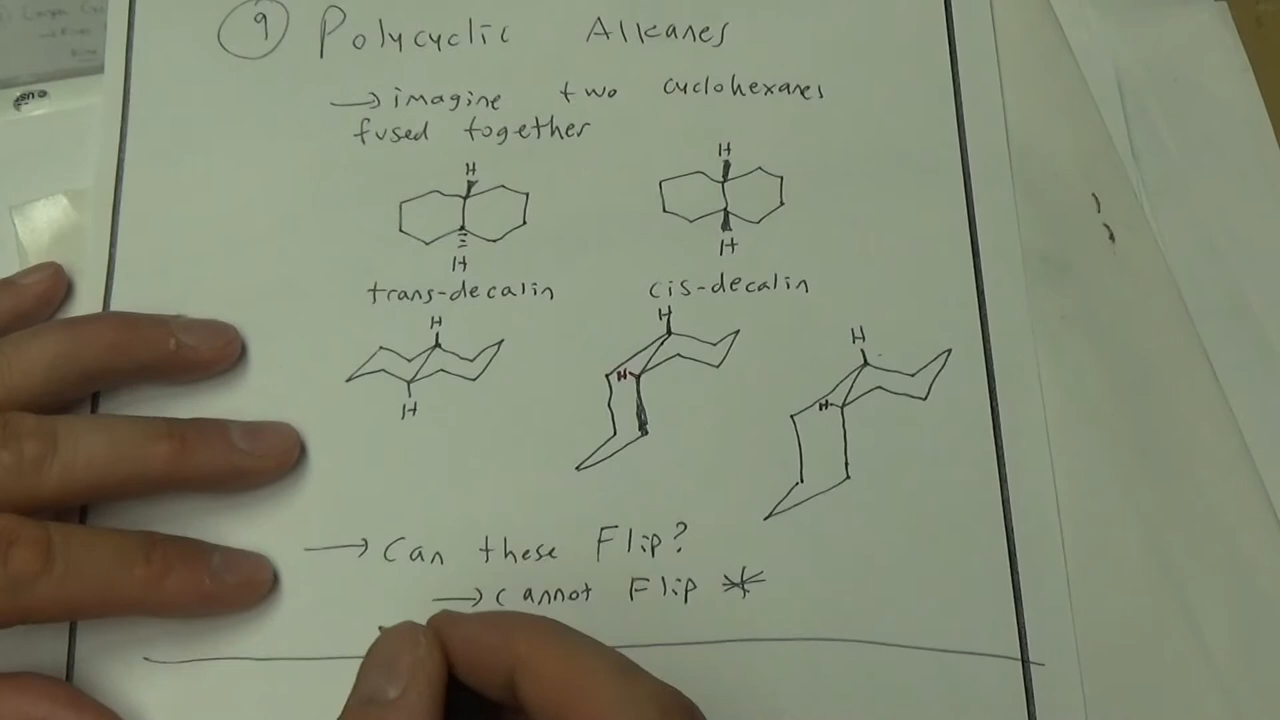 9 Polycyclic Alkanes
→ imagine two cyclohexanes
fused together
H H
H H
trans-decalin cis-decalin
H H H
H H
H
→ Can these Flip?
→ cannot Flip *